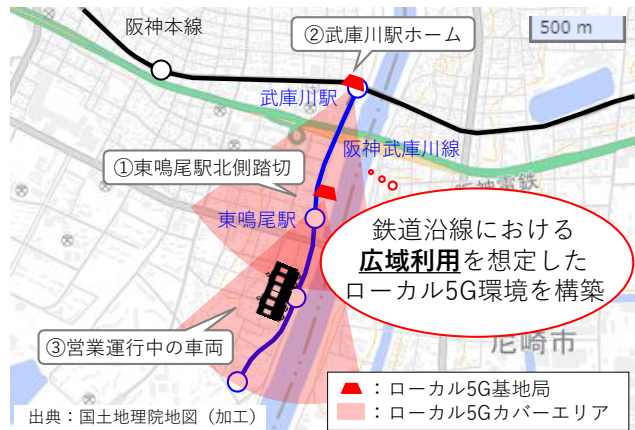 阪神本線
②武庫川駅ホーム
500 m
武庫川駅
阪神武庫川線
①東鳴尾駅北側踏切
阪神電鉄
東鳴尾駅
鉄道沿線における
広域利用を想定した
ローカル5G環境を構築
③営業運行中の車両
尼崎市
：ローカル5G基地局
：ローカル5Gカバーエリア
出典：国土地理院地図（加工）